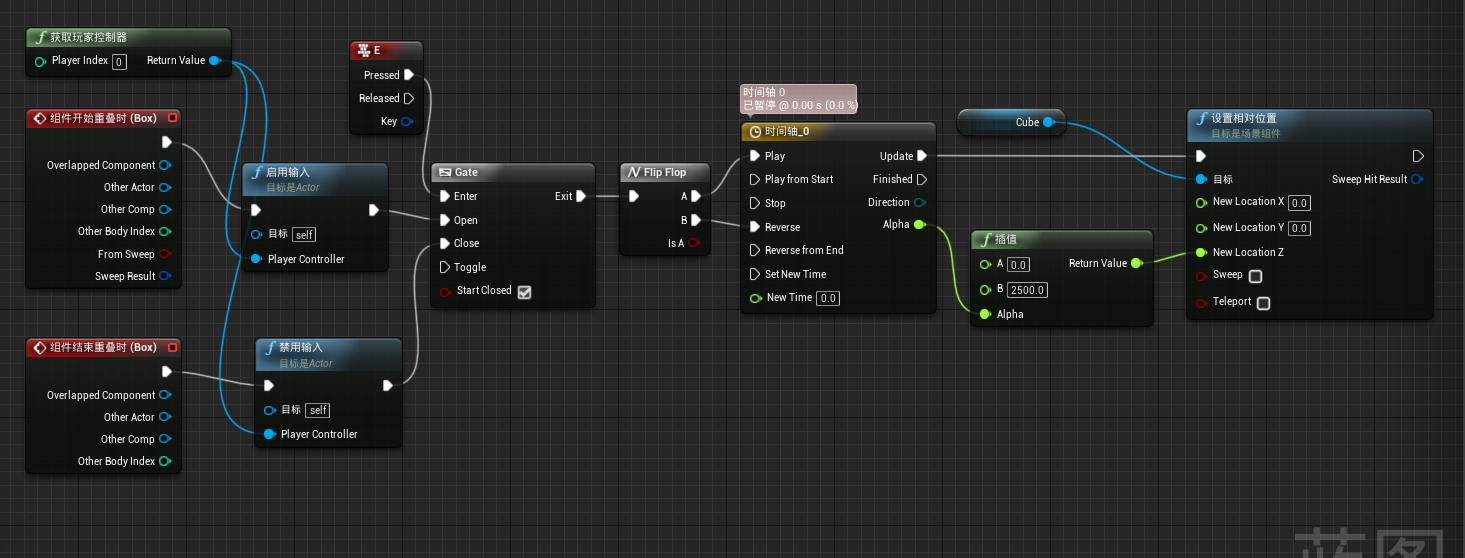 获取玩家控制器
Player Index 0 Return Value
组件开始重叠时 (Box)
Overlapped Component
Other Actor
Other Comp
Other Body Index
From Sweep
Sweep Result
组件结束重叠时 (Box)
Overlapped Component
Other Actor
Other Comp
Other Body Index
启用输入
目标是Actor
目标 self
Player Controller
禁用输入
目标是Actor
目标 self
Player Controller
E
Pressed
Released
Key
Gate
Enter Exit
Open
Close
Toggle
Start Closed
Flip Flop
A
B
Is A
时间轴 0
已暂停 @ 0.00 s (0.0 %)
时间轴_0
Play Update
Play from Start Finished
Stop Direction
Reverse Alpha
Reverse from End
Set New Time
New Time 0.0
Cube
插值
A 0.0 Return Value
B 2500.0
Alpha
设置相对位置
目标是场景组件
目标 Sweep Hit Result
New Location X 0.0
New Location Y 0.0
New Location Z
Sweep
Teleport
蓝图